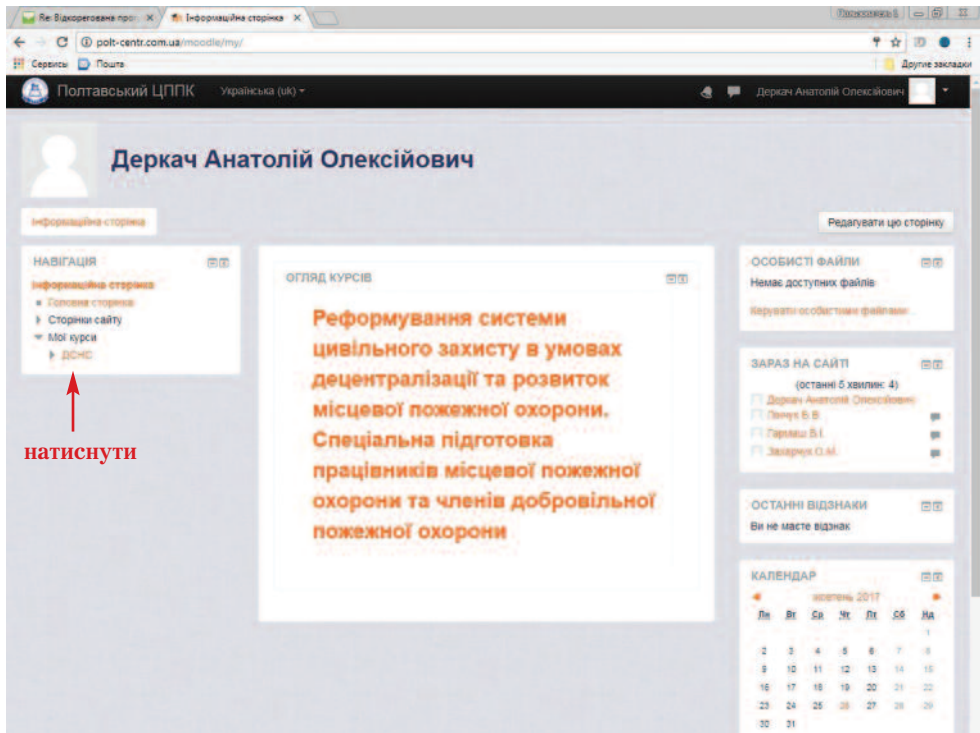 Re: Відкорегована прог
Інформаційна сторінка
polt-centr.com.ua/moodle/my/
Сервисы
Почта
Другие закладки
Полтавський ЦППК
Українська (uk)
Деркач Анатолій Олексійович
Деркач Анатолій Олексійович
Інформаційна сторінка
Редагувати цю сторінку
НАВІГАЦІЯ
Інформаційна сторінка
Головна сторінка
Сторінки сайту
Мої курси
ДСНС
натиснути
ОГЛЯД КУРСІВ
Реформування системи
цивільного захисту в умовах
децентралізації та розвиток
місцевої пожежної охорони.
Спеціальна підготовка
працівників місцевої пожежної
охорони та членів добровільної
пожежної охорони
ОСОБИСТІ ФАЙЛИ
Немає доступних файлів
Керувати особистими файлами
ЗАРАЗ НА САЙТІ
(останні 5 хвилин: 4)
Деркач Анатолій Олексійович
Б.В.
Гармаш В.І.
Захарчук О.М.
ОСТАННІ ВІДЗНАКИ
Ви не маєте відзнак
КАЛЕНДАР
жовтень 2017
Пн Вт Ср Чт Пт Сб Нд
1
2 3 4 5 6 7 8
9 10 11 12 13 14 15
16 17 18 19 20 21 22
23 24 25 26 27 28 29
30 31